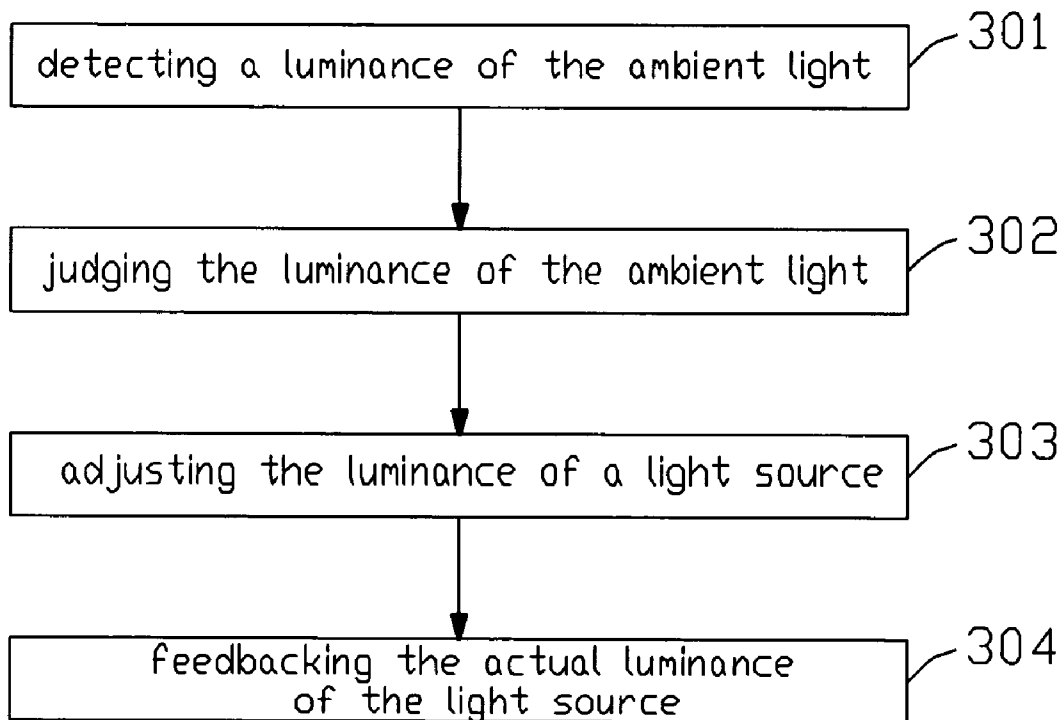 detecting a luminance of the ambient light
301
judging the luminance of the ambient light
302
adjusting the luminance of a light source
303
feedbacking the actual luminance
of the light source
304